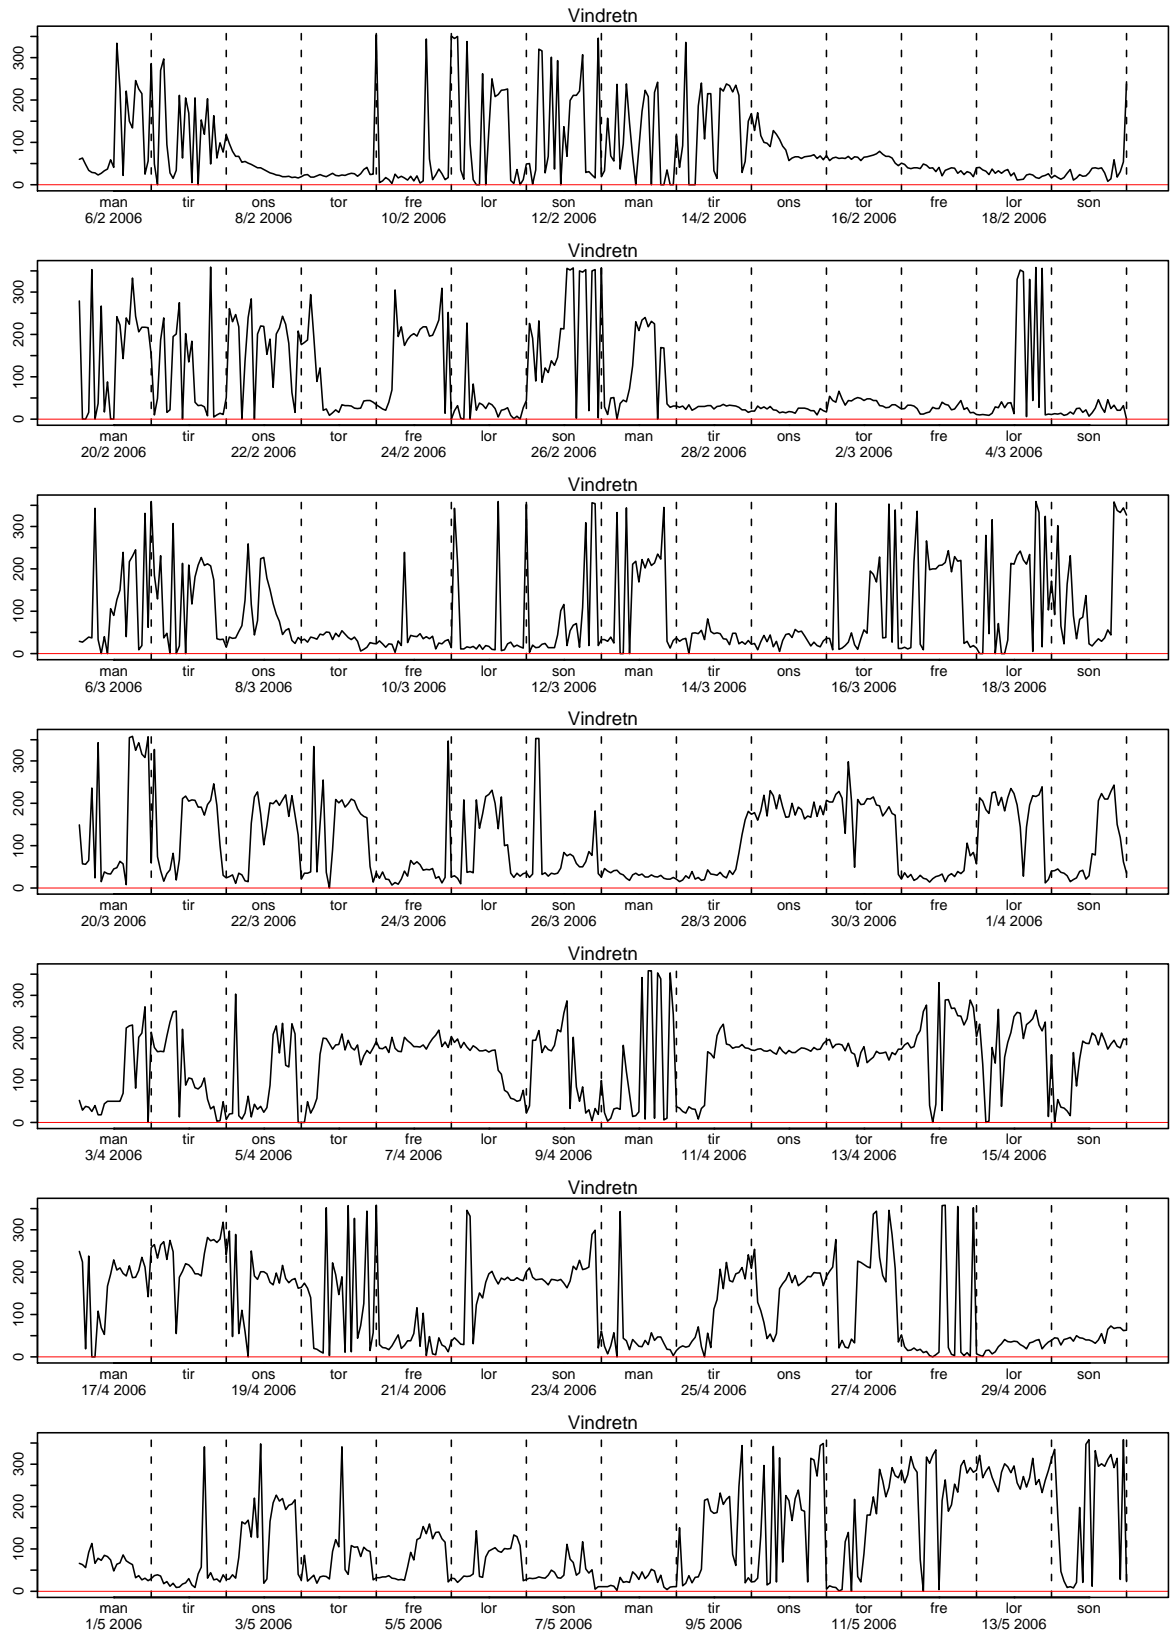 Vindretn
0 100 200 300
man tir ons tor fre lor son man tir ons tor fre lor son
6/2 2006 8/2 2006 10/2 2006 12/2 2006 14/2 2006 16/2 2006 18/2 2006
Vindretn
0 100 200 300
man tir ons tor fre lor son man tir ons tor fre lor son
20/2 2006 22/2 2006 24/2 2006 26/2 2006 28/2 2006 2/3 2006 4/3 2006
Vindretn
0 100 200 300
man tir ons tor fre lor son man tir ons tor fre lor son
6/3 2006 8/3 2006 10/3 2006 12/3 2006 14/3 2006 16/3 2006 18/3 2006
Vindretn
0 100 200 300
man tir ons tor fre lor son man tir ons tor fre lor son
20/3 2006 22/3 2006 24/3 2006 26/3 2006 28/3 2006 30/3 2006 1/4 2006
Vindretn
0 100 200 300
man tir ons tor fre lor son man tir ons tor fre lor son
3/4 2006 5/4 2006 7/4 2006 9/4 2006 11/4 2006 13/4 2006 15/4 2006
Vindretn
0 100 200 300
man tir ons tor fre lor son man tir ons tor fre lor son
17/4 2006 19/4 2006 21/4 2006 23/4 2006 25/4 2006 27/4 2006 29/4 2006
Vindretn
0 100 200 300
man tir ons tor fre lor son man tir ons tor fre lor son
1/5 2006 3/5 2006 5/5 2006 7/5 2006 9/5 2006 11/5 2006 13/5 2006